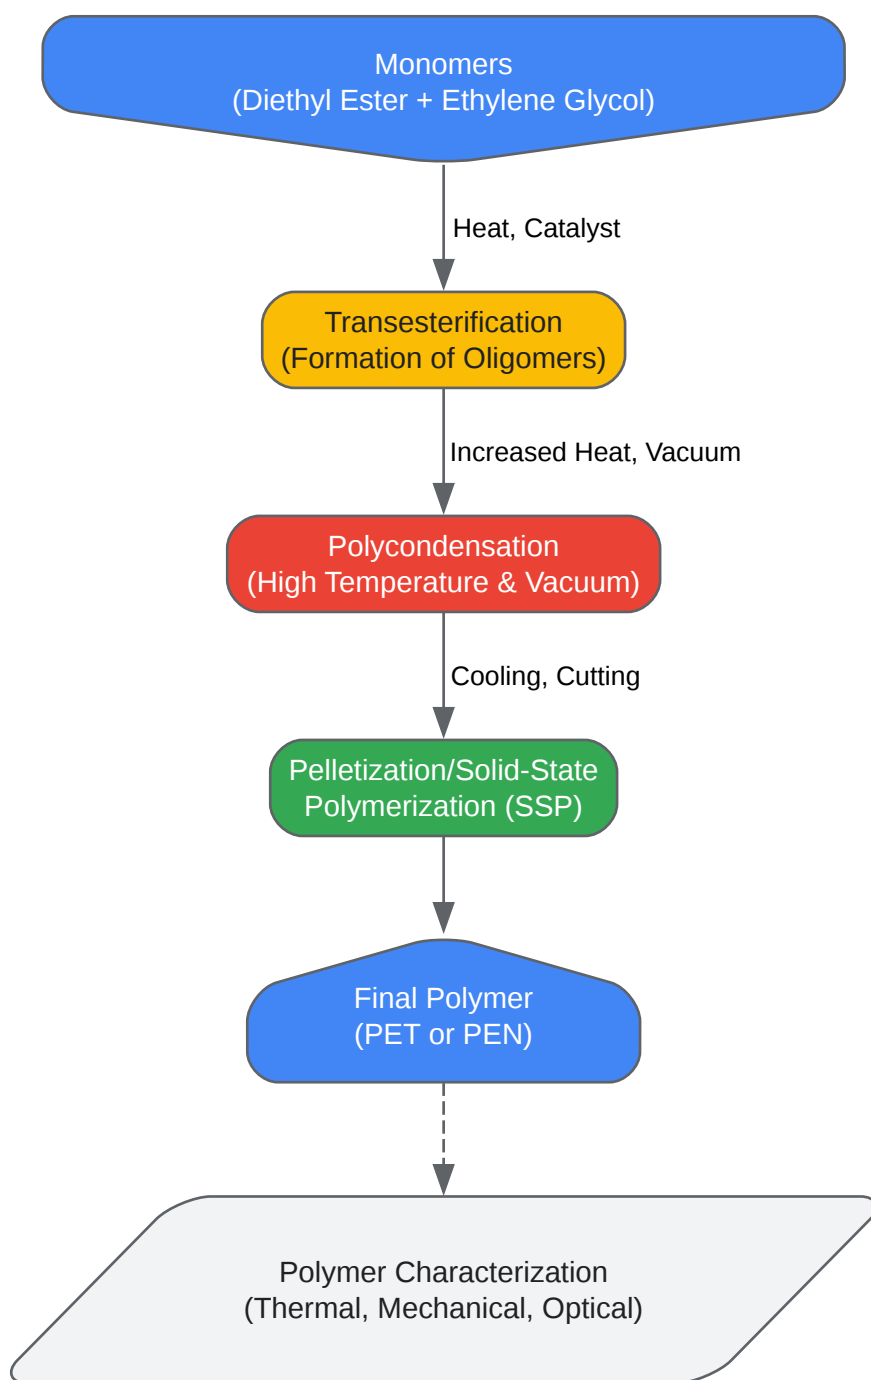 Monomers
(Diethyl Ester + Ethylene Glycol)
Heat, Catalyst
Transesterification
(Formation of Oligomers)
Increased Heat, Vacuum
Polycondensation
(High Temperature & Vacuum)
Cooling, Cutting
Pelletization/Solid-State
Polymerization (SSP)
Final Polymer
(PET or PEN)
Polymer Characterization
(Thermal, Mechanical, Optical)